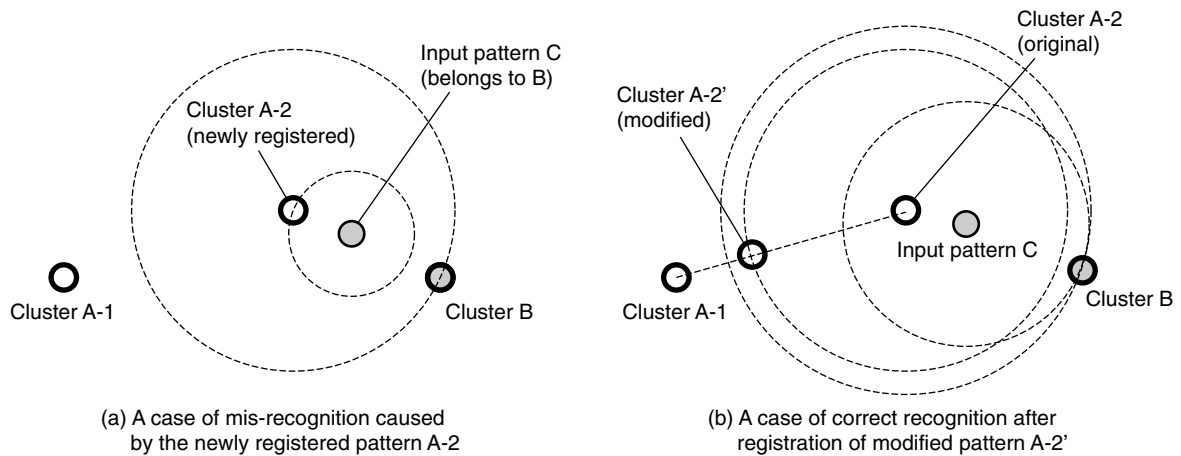 Input pattern C
(belongs to B)
Cluster A-2
(newly registered)
Cluster A-1
Cluster B
(a) A case of mis-recognition caused
by the newly registered pattern A-2
Cluster A-2
(original)
Cluster A-2’
(modified)
Input pattern C
Cluster A-1
Cluster B
(b) A case of correct recognition after
registration of modified pattern A-2’